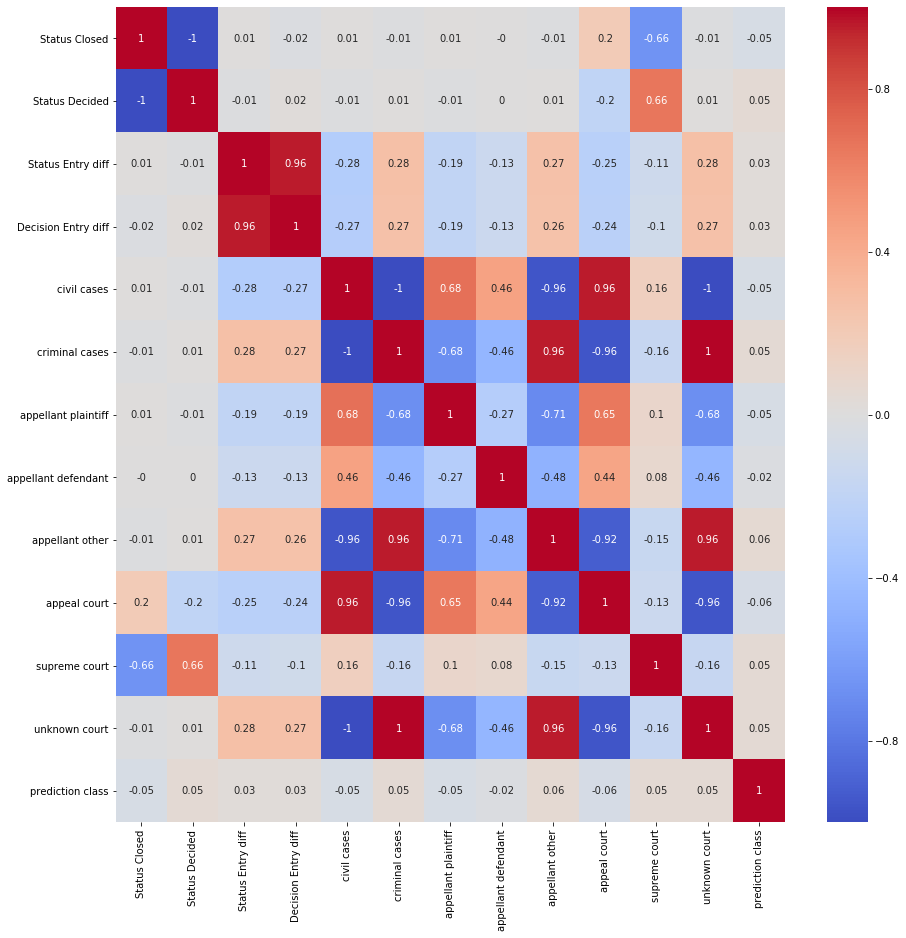 Status Closed 1 -1 0.01 -0.02 0.01 -0.01 0.01 -0 -0.01 0.2 -0.66 -0.01 -0.05
0.8
Status Decided -1 1 -0.01 0.02 -0.01 0.01 -0.01 0 0.01 -0.2 0.66 0.01 0.05
Status Entry diff 0.01 -0.01 1 0.96 -0.28 0.28 -0.19 -0.13 0.27 -0.25 -0.11 0.28 0.03
Decision Entry diff -0.02 0.02 0.96 1 -0.27 0.27 -0.19 -0.13 0.26 -0.24 -0.1 0.27 0.03
0.4
civil cases 0.01 -0.01 -0.28 -0.27 1 -1 0.68 0.46 -0.96 0.96 0.16 -1 -0.05
criminal cases -0.01 0.01 0.28 0.27 -1 1 -0.68 -0.46 0.96 -0.96 -0.16 1 0.05
appellant plaintiff 0.01 -0.01 -0.19 -0.19 0.68 -0.68 1 -0.27 -0.71 0.65 0.1 -0.68 -0.05
0.0
appellant defendant -0 0 -0.13 -0.13 0.46 -0.46 -0.27 1 -0.48 0.44 0.08 -0.46 -0.02
appellant other -0.01 0.01 0.27 0.26 -0.96 0.96 -0.71 -0.48 1 -0.92 -0.15 0.96 0.06
−0.4
appeal court 0.2 -0.2 -0.25 -0.24 0.96 -0.96 0.65 0.44 -0.92 1 -0.13 -0.96 -0.06
supreme court -0.66 0.66 -0.11 -0.1 0.16 -0.16 0.1 0.08 -0.15 -0.13 1 -0.16 0.05
unknown court -0.01 0.01 0.28 0.27 -1 1 -0.68 -0.46 0.96 -0.96 -0.16 1 0.05
−0.8
prediction class -0.05 0.05 0.03 0.03 -0.05 0.05 -0.05 -0.02 0.06 -0.06 0.05 0.05 1
Status Closed
Status Decided
Status Entry diff
Decision Entry diff
civil cases
criminal cases
appellant plaintiff
appellant defendant
appellant other
appeal court
supreme court
unknown court
prediction class